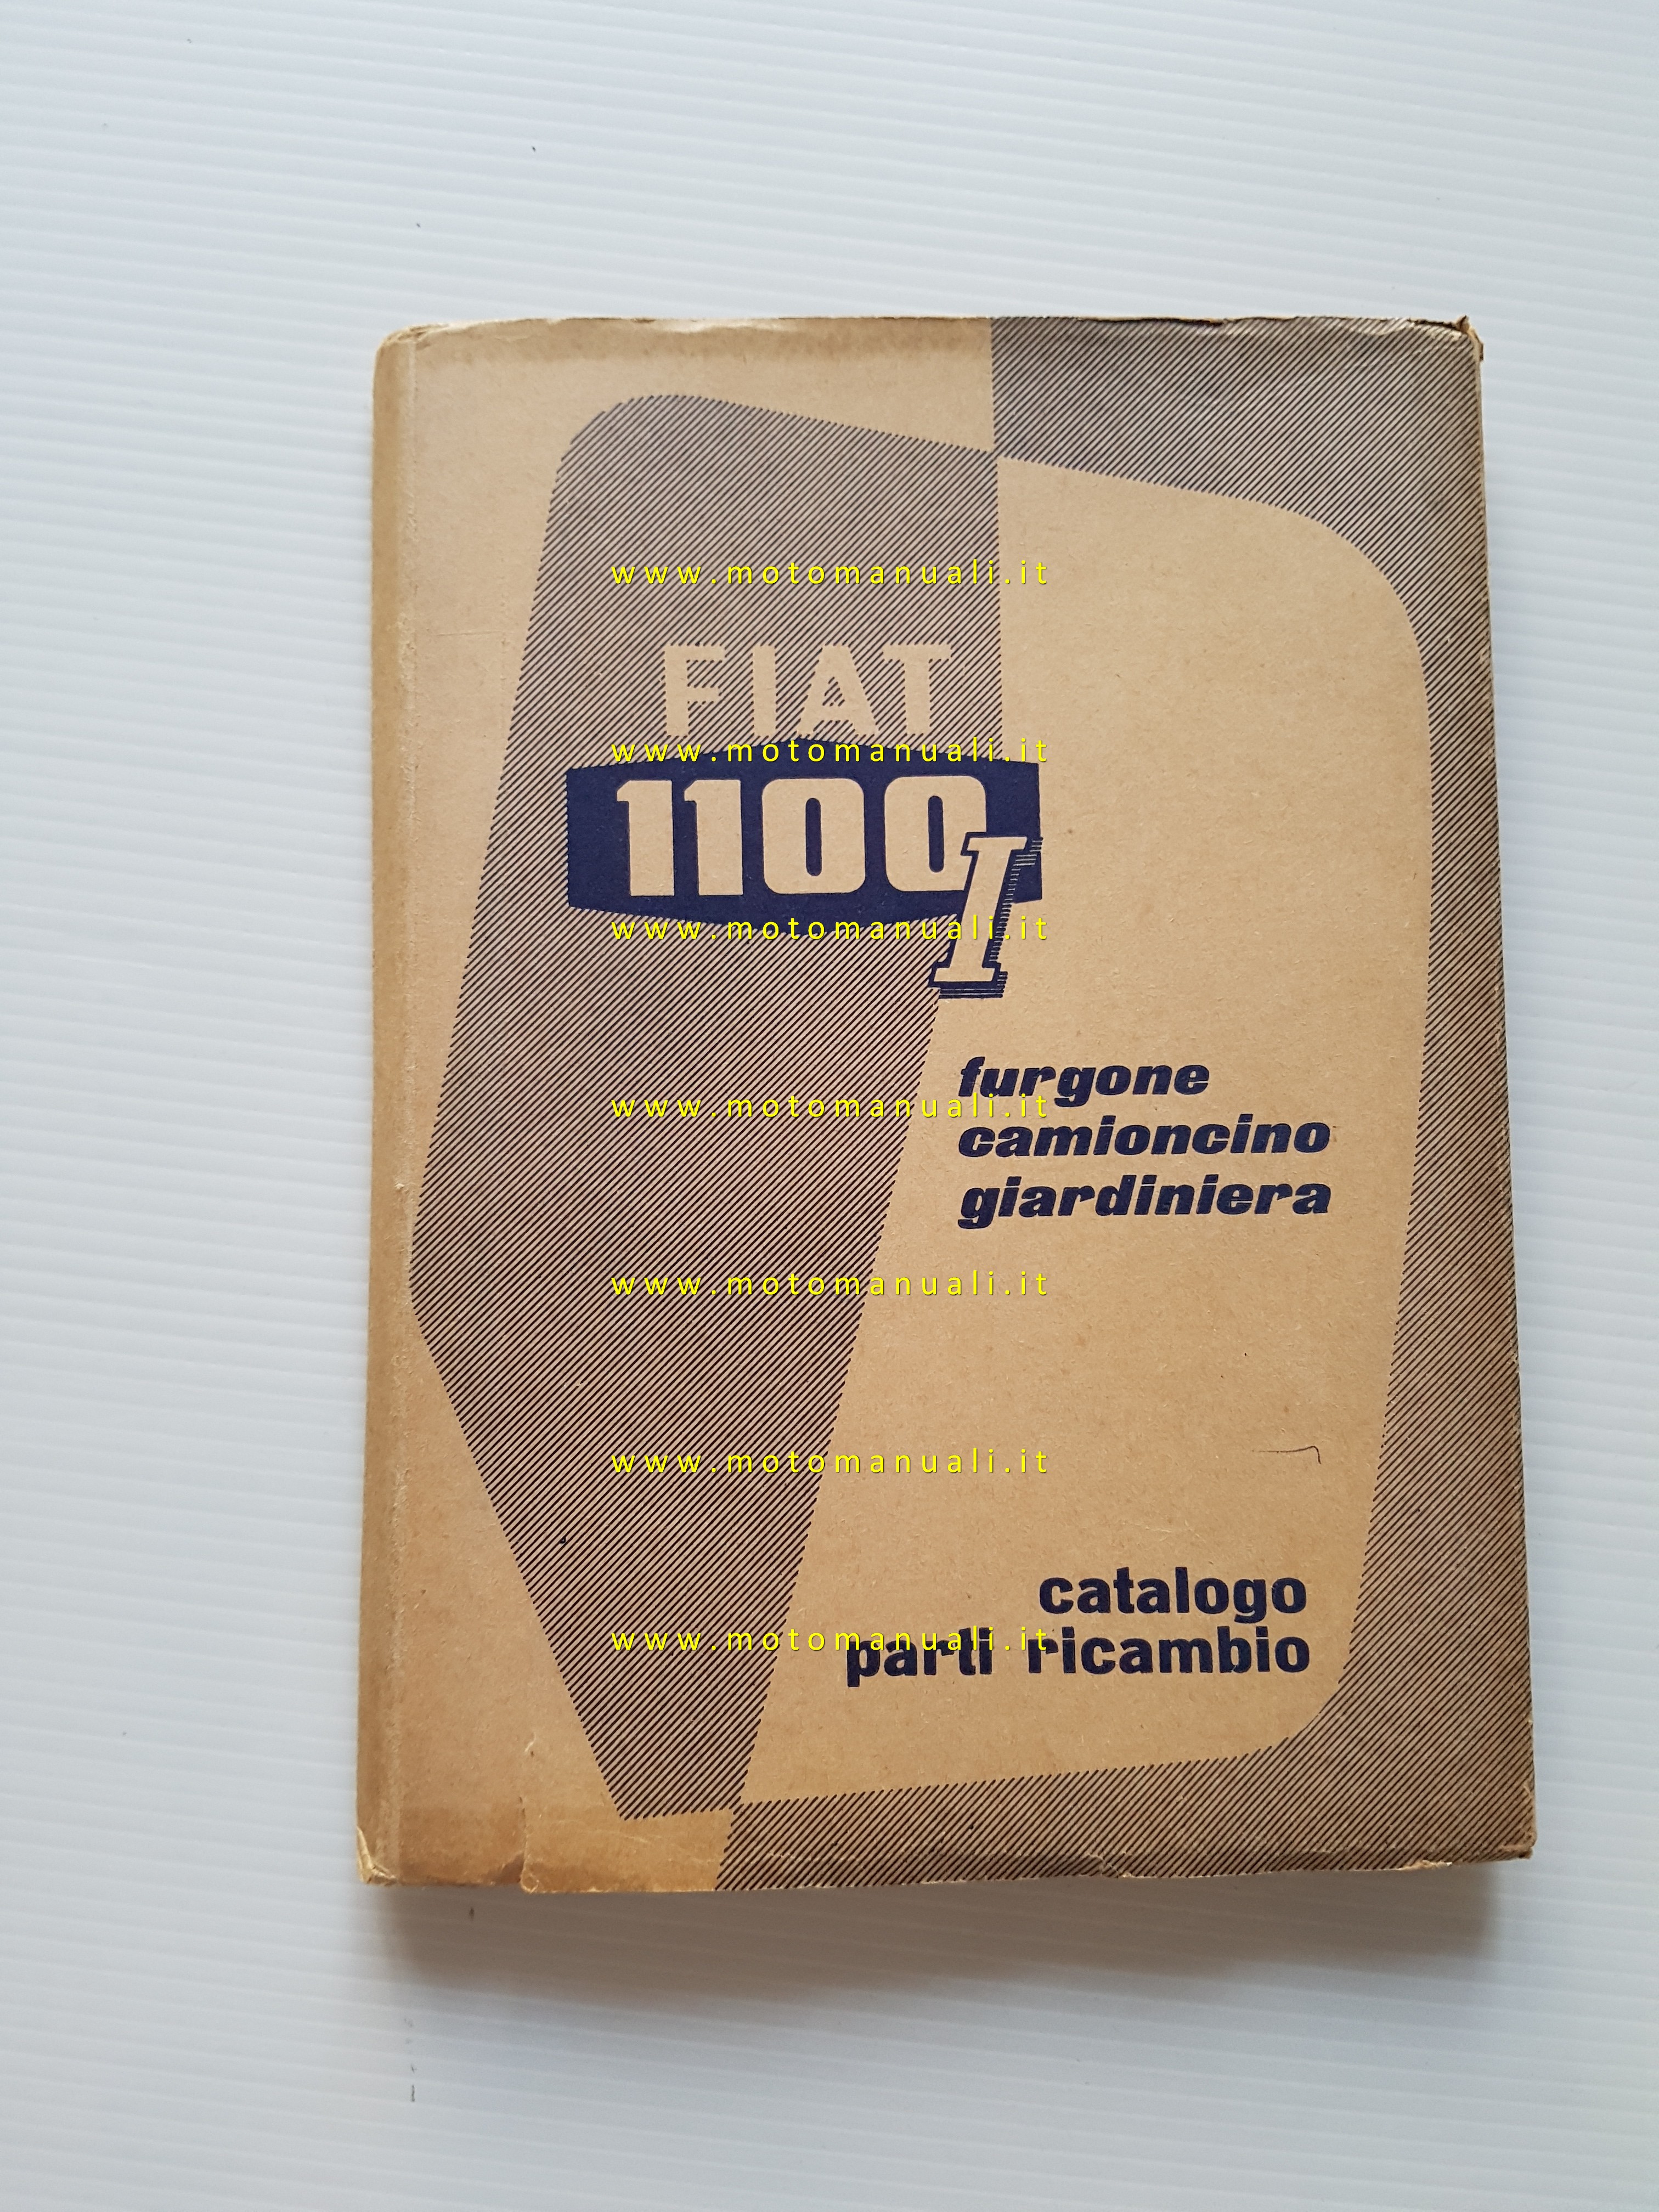 www.motomanuali.it
FIAT
www.motomanuali.it
1100
I
www.motomanuali.it
furgone
www.motomanuali.it
camioncino
giardiniera
www.motomanuali.it
www.motomanuali.it
catalogo
www.motomanuali.it
parti ricambio